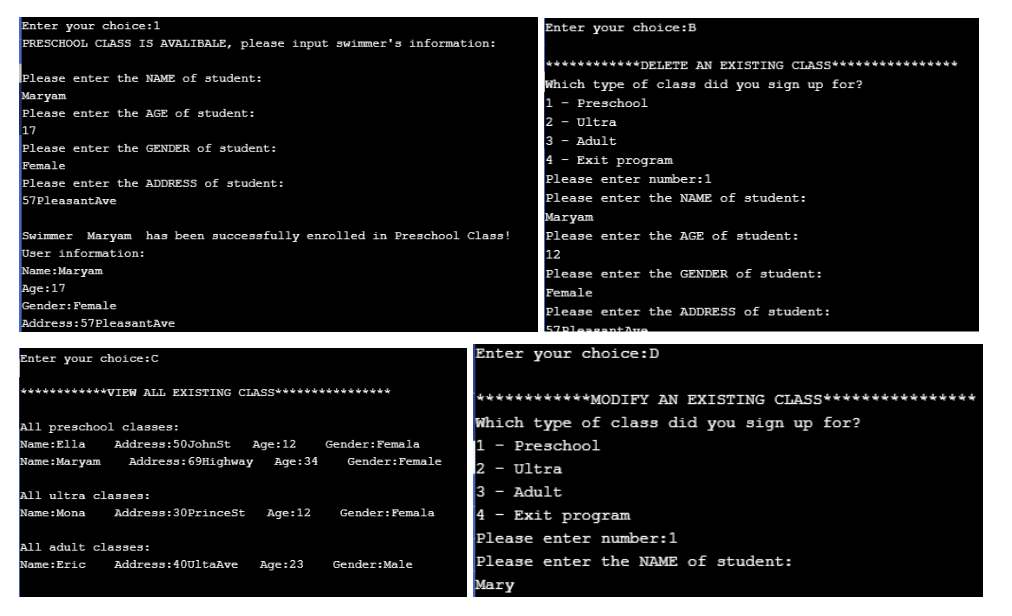 Enter your choice:1
PRESCHOOL CLASS IS AVALIBALE, please input swimmer's information:
Please enter the NAME of student:
Maryam
Please enter the AGE of student:
17
Please enter the GENDER of student:
Female
Please enter the ADDRESS of student:
57PleasantAve
Swimmer  Maryam  has been successfully enrolled in Preschool Class!
User information:
Name:Maryam
Age:17
Gender:Female
Address:57PleasantAve
Enter your choice:B
************DELETE AN EXISTING CLASS****************
Which type of class did you sign up for?
1 - Preschool
2 - Ultra
3 - Adult
4 - Exit program
Please enter number:1
Please enter the NAME of student:
Maryam
Please enter the AGE of student:
12
Please enter the GENDER of student:
Female
Please enter the ADDRESS of student:
57PleasantAve
Enter your choice:C
************VIEW ALL EXISTING CLASS****************
All preschool classes:
Name:Ella    Address:50JohnSt   Age:12    Gender:Femala
Name:Maryam    Address:69Highway   Age:34    Gender:Female
All ultra classes:
Name:Mona    Address:30PrinceSt   Age:12    Gender:Femala
All adult classes:
Name:Eric    Address:40UltaAve   Age:23    Gender:Male
Enter your choice:D
************MODIFY AN EXISTING CLASS****************
Which type of class did you sign up for?
1 - Preschool
2 - Ultra
3 - Adult
4 - Exit program
Please enter number:1
Please enter the NAME of student:
Mary